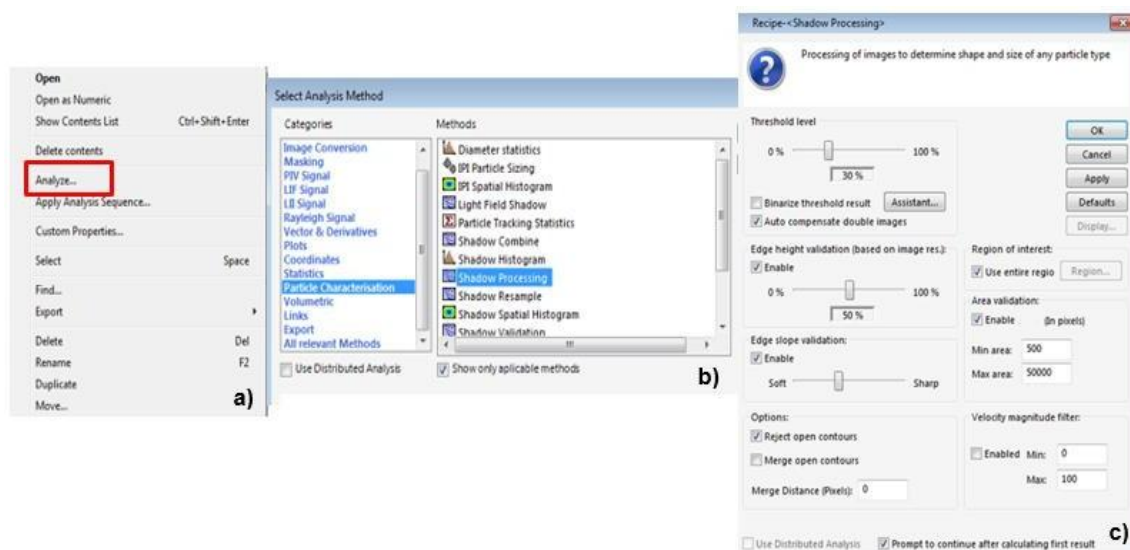 Open
Open as Numeric
Show Contents List Ctrl+Shift+Enter
Delete contents
Analyze...
Apply Analysis Sequence...
Custom Properties...
Select Space
Find...
Export
Delete Del
Rename F2
Duplicate
Move...
a)
Select Analysis Method
Categories
Image Conversion
Masking
PIV Signal
LIF Signal
LII Signal
Rayleigh Signal
Vector & Derivatives
Plots
Coordinates
Statistics
Particle Characterisation
Volumetric
Links
Export
All relevant Methods
Use Distributed Analysis
Methods
Diameter statistics
IPI Particle Sizing
IPI Spatial Histogram
Light Field Shadow
Particle Tracking Statistics
Shadow Combine
Shadow Histogram
Shadow Processing
Shadow Resample
Shadow Spatial Histogram
Shadow Validation
Show only aplicable methods
b)
Recipe-<Shadow Processing>
Processing of images to determine shape and size of any particle type
Threshold level
0 % 100 %
30 %
Binarize threshold result Assistant...
Auto compensate double images
OK
Cancel
Apply
Defaults
Display...
Edge height validation (based on image res.):
Enable
0 % 100 %
50 %
Region of interest:
Use entire regio Region...
Area validation:
Enable (In pixels)
Min area: 500
Max area: 50000
Edge slope validation:
Enable
Soft Sharp
Options:
Reject open contours
Merge open contours
Merge Distance (Pixels): 0
Velocity magnitude filter:
Enabled Min: 0
Max: 100
Use Distributed Analysis Prompt to continue after calculating first result
c)